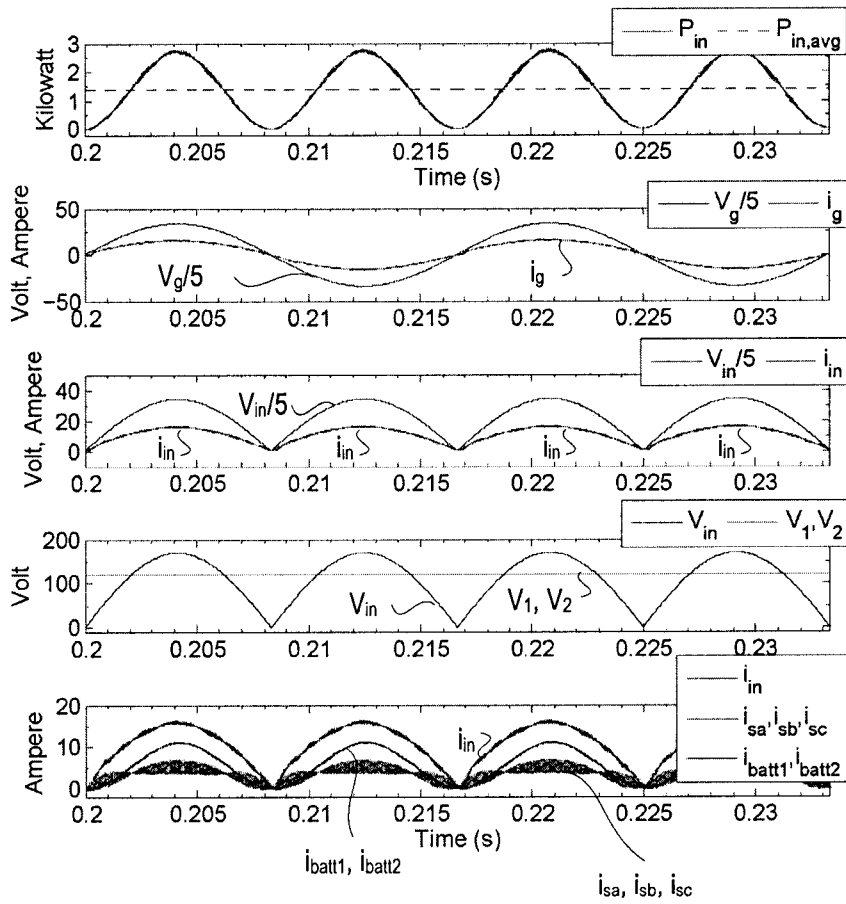 P_in P_in,avg
Kilowatt
3
2
1
0
0.2 0.205 0.21 0.215 0.22 0.225 0.23
Time (s)
V_g/5 i_g
Volt, Ampere
50
0
−50
V_g/5
i_g
0.2 0.205 0.21 0.215 0.22 0.225 0.23
V_in/5 i_in
Volt, Ampere
40
20
0
V_in/5
i_in i_in i_in i_in
0.2 0.205 0.21 0.215 0.22 0.225 0.23
V_in V_1,V_2
Volt
200
100
0
V_in
V_1, V_2
0.2 0.205 0.21 0.215 0.22 0.225 0.23
i_in
i_sa,i_sb,i_sc
i_batt1,i_batt2
Ampere
20
10
0
i_in
0.2 0.205 0.21 0.215 0.22 0.225 0.23
Time (s)
i_batt1, i_batt2
i_sa, i_sb, i_sc